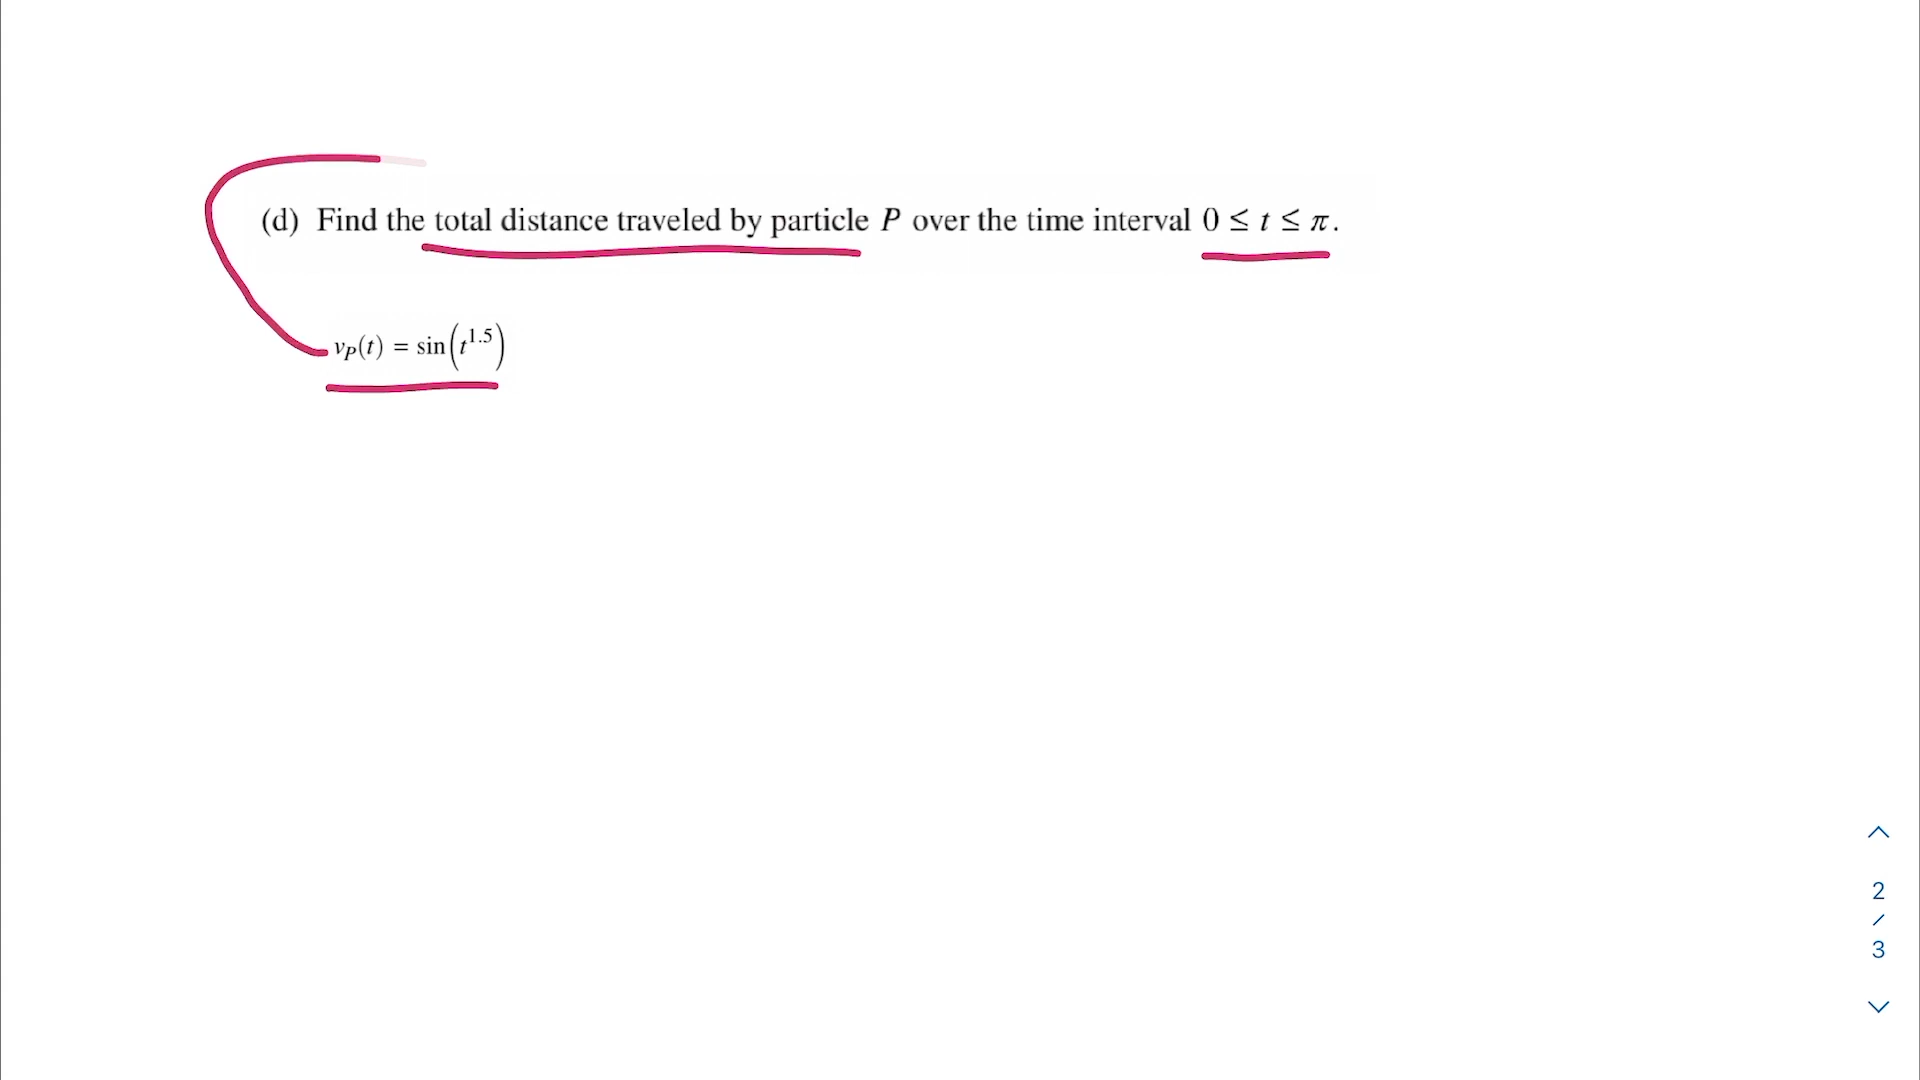 (d) Find the total distance traveled by particle P over the time interval 0 ≤ t ≤ π.
v_P(t) = sin(t^1.5)
2
/
3